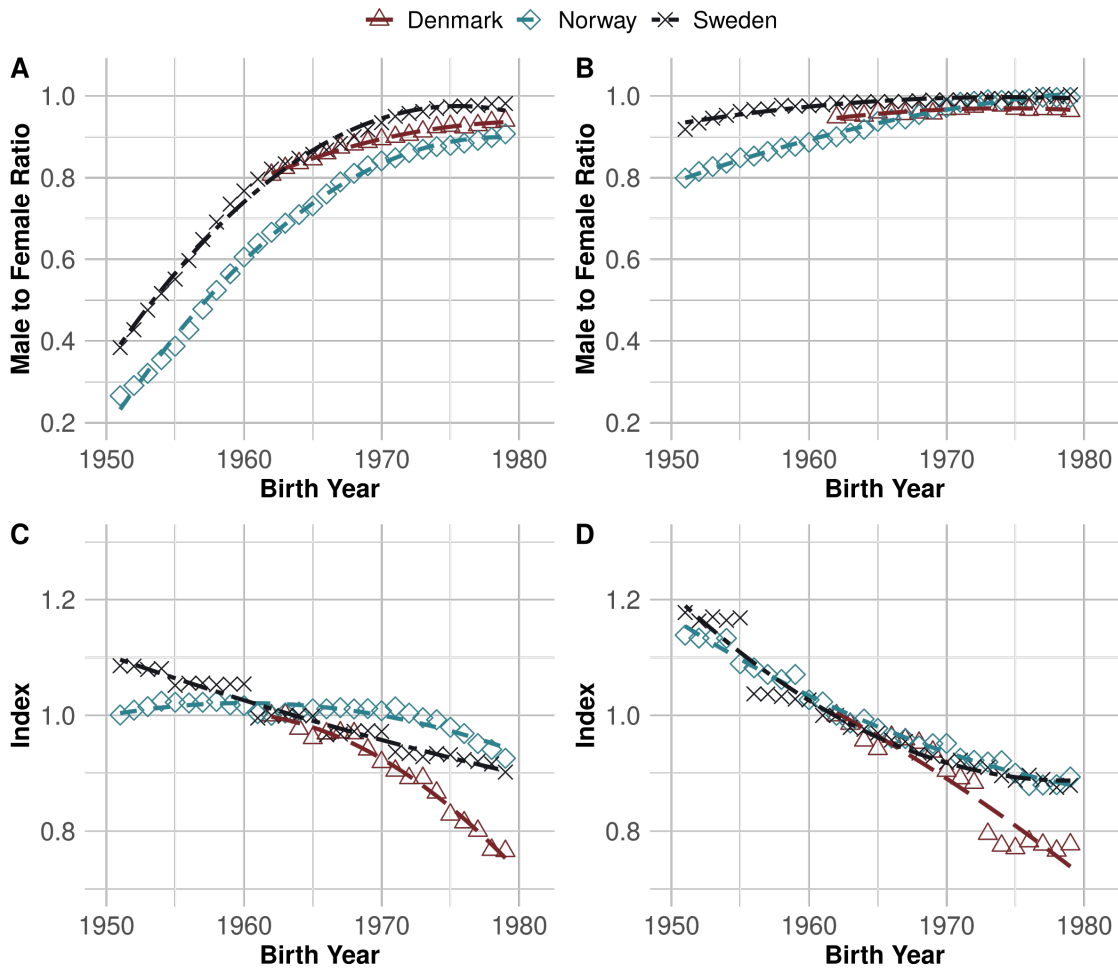 Denmark Norway Sweden
A
Male to Female Ratio
1.0
0.8
0.6
0.4
0.2
1950 1960 1970 1980
Birth Year
B
Male to Female Ratio
1.0
0.8
0.6
0.4
0.2
1950 1960 1970 1980
Birth Year
C
Index
1.2
1.0
0.8
1950 1960 1970 1980
Birth Year
D
Index
1.2
1.0
0.8
1950 1960 1970 1980
Birth Year